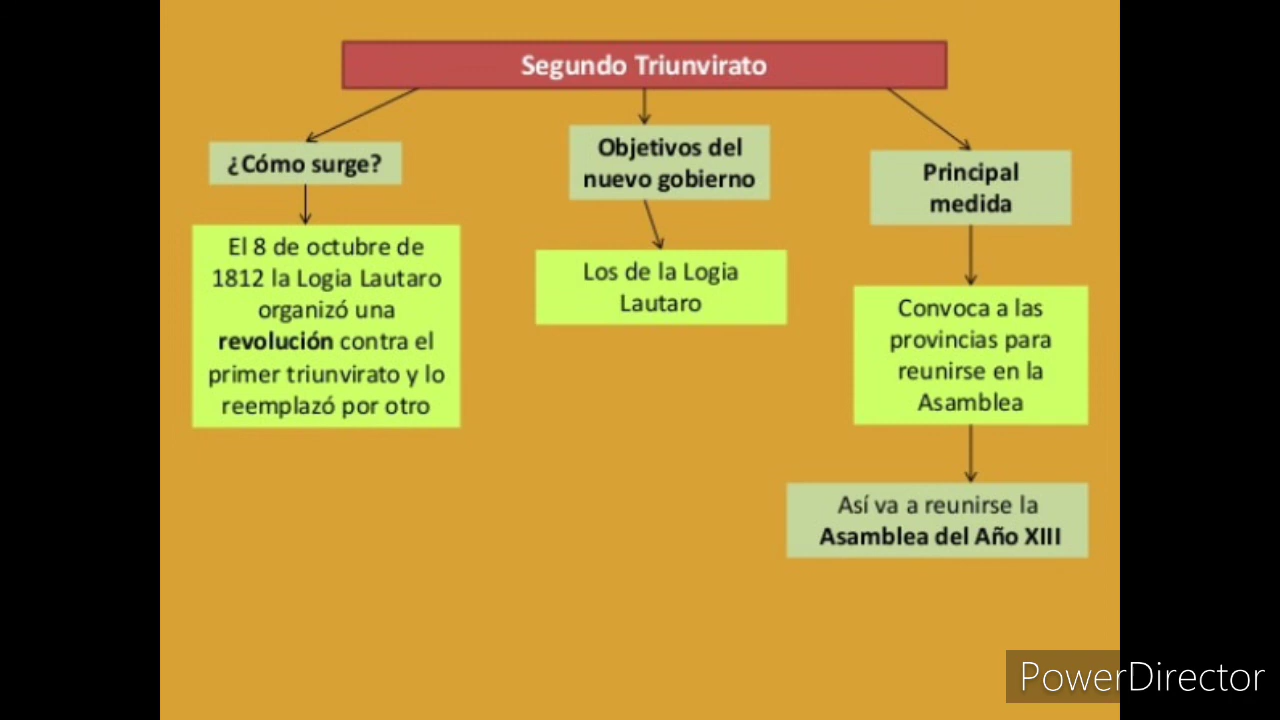 Segundo Triunvirato
¿Cómo surge?
El 8 de octubre de
1812 la Logia Lautaro
organizó una
revolución contra el
primer triunvirato y lo
reemplazó por otro
Objetivos del
nuevo gobierno
Los de la Logia
Lautaro
Principal
medida
Convoca a las
provincias para
reunirse en la
Asamblea
Así va a reunirse la
Asamblea del Año XIII
PowerDirector